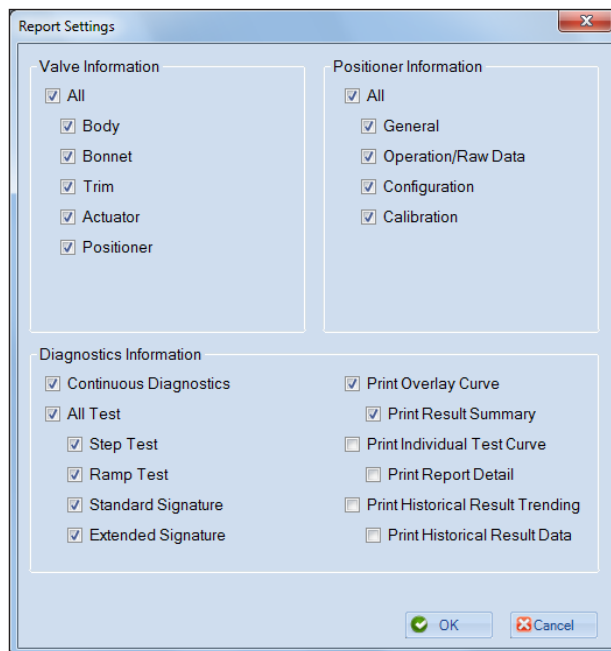 Report Settings
Valve Information
All
Body
Bonnet
Trim
Actuator
Positioner
Positioner Information
All
General
Operation/Raw Data
Configuration
Calibration
Diagnostics Information
Continuous Diagnostics
All Test
Step Test
Ramp Test
Standard Signature
Extended Signature
Print Overlay Curve
Print Result Summary
Print Individual Test Curve
Print Report Detail
Print Historical Result Trending
Print Historical Result Data
OK
Cancel